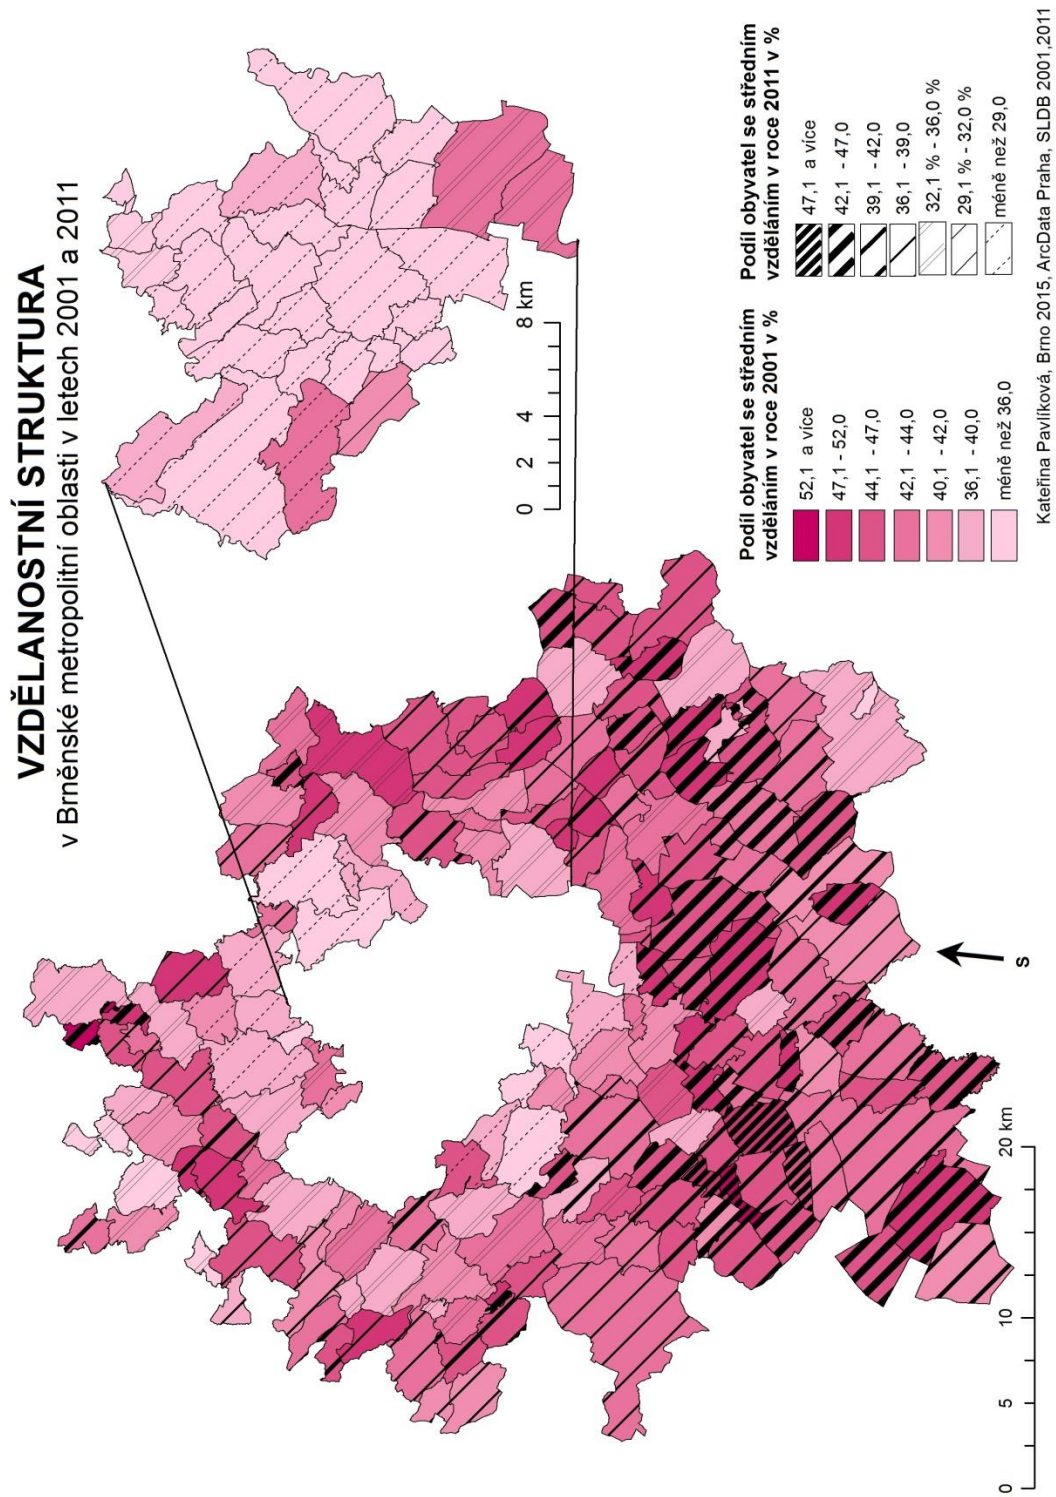 VZDĚLANOSTNÍ STRUKTURA
v Brněnské metropolitní oblasti v letech 2001 a 2011
0 2 4 8 km
0 5 10 20 km
S
Podíl obyvatel se středním
vzděláním v roce 2001 v %
52,1 a více
47,1 - 52,0
44,1 - 47,0
42,1 - 44,0
40,1 - 42,0
36,1 - 40,0
méně než 36,0
Podíl obyvatel se středním
vzděláním v roce 2011 v %
47,1 a více
42,1 - 47,0
39,1 - 42,0
36,1 - 39,0
32,1 % - 36,0 %
29,1 % - 32,0 %
méně než 29,0
Kateřina Pavlíková, Brno 2015, ArcData Praha, SLDB 2001,2011